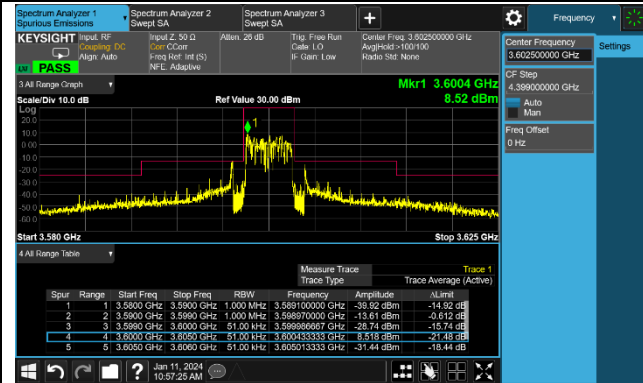 Spectrum Analyzer 1
Spurious Emissions
Spectrum Analyzer 2
Swept SA
Spectrum Analyzer 3
Swept SA
Frequency
KEYSIGHT
Input: RF
Coupling: DC
Align: Auto
Input Z: 50 Ω
Corr CCorr
Freq Ref: Int (S)
NFE: Adaptive
Atten: 26 dB
Trig: Free Run
Gate: LO
IF Gain: Low
Center Freq: 3.602500000 GHz
Avg|Hold:>100/100
Radio Std: None
PASS
3 All Range Graph
Mkr1 3.6004 GHz
Scale/Div 10.0 dB
Ref Value 30.00 dBm
8.52 dBm
Log
20.0
10.0
0.00
-10.0
-20.0
-30.0
-40.0
-50.0
-60.0
1
Start 3.580 GHz
Stop 3.625 GHz
4 All Range Table
Measure Trace Trace 1
Trace Type Trace Average (Active)
Spur Range Start Freq Stop Freq RBW Frequency Amplitude ΔLimit
1 1 3.5800 GHz 3.5900 GHz 1.000 MHz 3.589100000 GHz -39.92 dBm -14.92 dB
2 2 3.5900 GHz 3.5990 GHz 1.000 MHz 3.598970000 GHz -13.61 dBm -0.612 dB
3 3 3.5990 GHz 3.6000 GHz 51.00 kHz 3.599986667 GHz -28.74 dBm -15.74 dB
4 4 3.6000 GHz 3.6050 GHz 51.00 kHz 3.600433333 GHz 8.518 dBm -21.48 dB
5 5 3.6050 GHz 3.6060 GHz 51.00 kHz 3.605013333 GHz -31.44 dBm -18.44 dB
Jan 11, 2024
10:57:25 AM
Center Frequency
3.602500000 GHz
Settings
CF Step
4.399000000 GHz
Auto
Man
Freq Offset
0 Hz